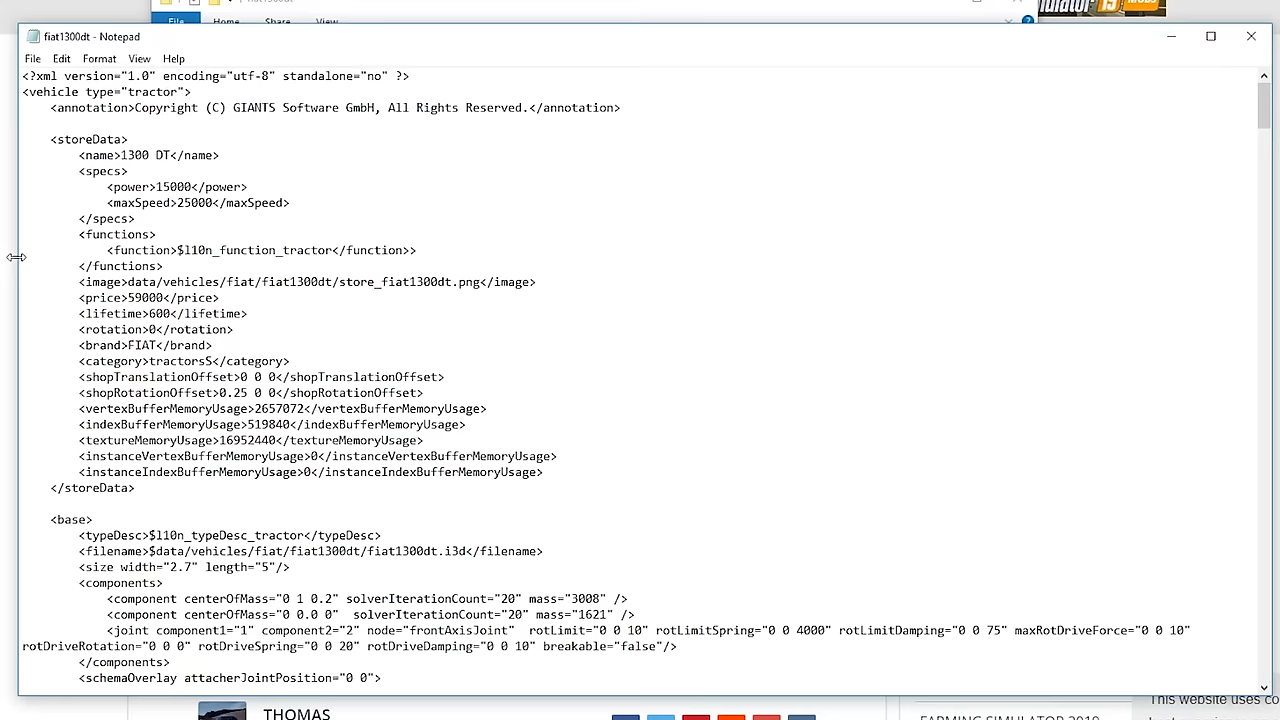 File Home Share View
fiat1300dt - Notepad
File Edit Format View Help
<?xml version="1.0" encoding="utf-8" standalone="no" ?>
<vehicle type="tractor">
<annotation>Copyright (C) GIANTS Software GmbH, All Rights Reserved.</annotation>
<storeData>
<name>1300 DT</name>
<specs>
<power>15000</power>
<maxSpeed>25000</maxSpeed>
</specs>
<functions>
<function>$l10n_function_tractor</function>>
</functions>
<image>data/vehicles/fiat/fiat1300dt/store_fiat1300dt.png</image>
<price>59000</price>
<lifetime>600</lifetime>
<rotation>0</rotation>
<brand>FIAT</brand>
<category>tractorsS</category>
<shopTranslationOffset>0 0 0</shopTranslationOffset>
<shopRotationOffset>0.25 0 0</shopRotationOffset>
<vertexBufferMemoryUsage>2657072</vertexBufferMemoryUsage>
<indexBufferMemoryUsage>519840</indexBufferMemoryUsage>
<textureMemoryUsage>16952440</textureMemoryUsage>
<instanceVertexBufferMemoryUsage>0</instanceVertexBufferMemoryUsage>
<instanceIndexBufferMemoryUsage>0</instanceIndexBufferMemoryUsage>
</storeData>
<base>
<typeDesc>$l10n_typeDesc_tractor</typeDesc>
<filename>$data/vehicles/fiat/fiat1300dt/fiat1300dt.i3d</filename>
<size width="2.7" length="5"/>
<components>
<component centerOfMass="0 1 0.2" solverIterationCount="20" mass="3008" />
<component centerOfMass="0 0.0 0"  solverIterationCount="20" mass="1621" />
<joint component1="1" component2="2" node="frontAxisJoint"  rotLimit="0 0 10" rotLimitSpring="0 0 4000" rotLimitDamping="0 0 75" maxRotDriveForce="0 0 10"
rotDriveRotation="0 0 0" rotDriveSpring="0 0 20" rotDriveDamping="0 0 10" breakable="false"/>
</components>
<schemaOverlay attacherJointPosition="0 0">
This website uses co
THOMAS
FARMING SIMULATOR 2019